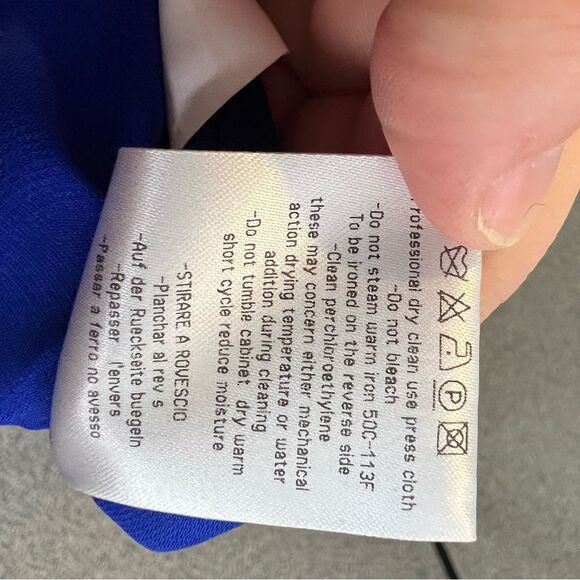 rofessional dry clean use press cloth
-Do not bleach
-Do not steam warm iron 50C-113F
To be ironed on the reverse side
-Clean perchloroethylene
these may concern either mechanical
action drying temperature or water
addition during cleaning
-Do not tumble cabinet dry warm
short cycle reduce moisture
-STIRARE A ROVESCIO
-Planchar al rev s
-Auf der Rueckseite buegeln
-Repasser l'envers
-Passar a ferro no avesso
P